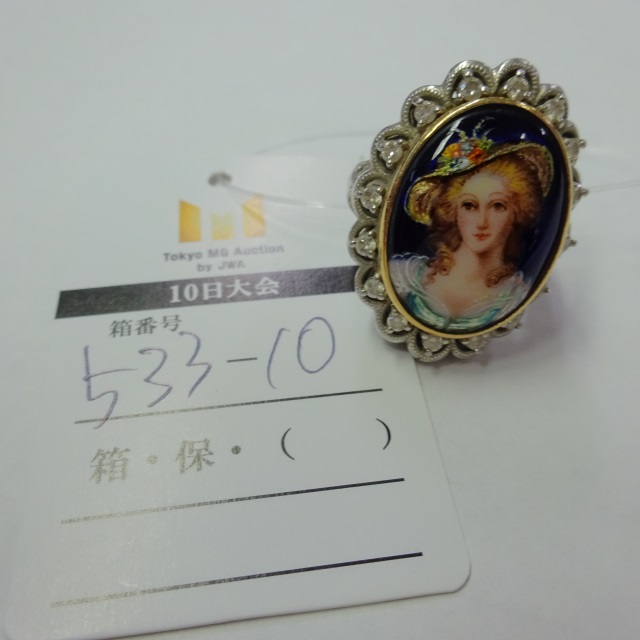 Tokyo MG Auction
by JWA
10日大会
箱番号
533-10
箱・保・(　　)